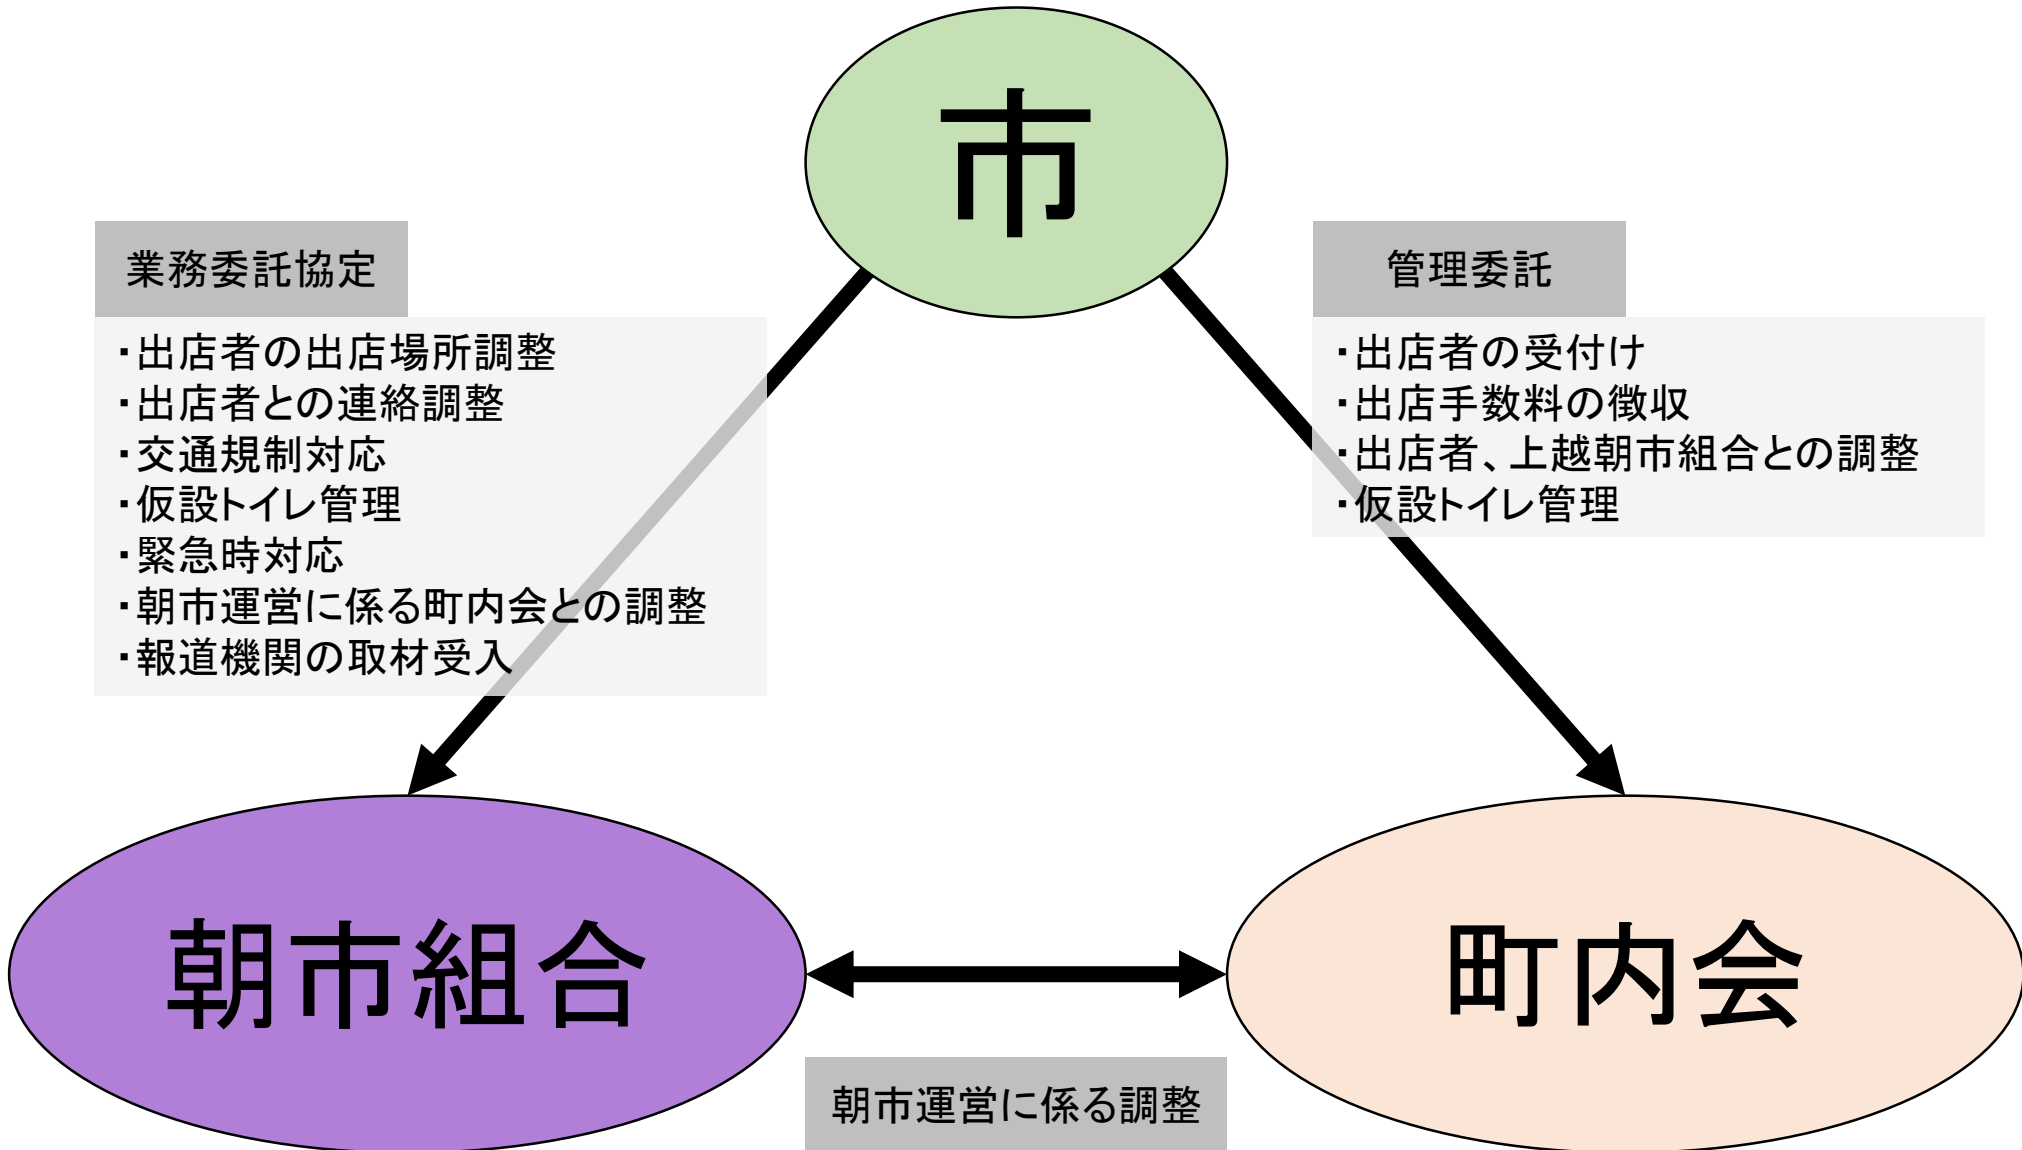 市
業務委託協定
・出店者の出店場所調整
・出店者との連絡調整
・交通規制対応
・仮設トイレ管理
・緊急時対応
・朝市運営に係る町内会との調整
・報道機関の取材受入
管理委託
・出店者の受付け
・出店手数料の徴収
・出店者、上越朝市組合との調整
・仮設トイレ管理
朝市組合
町内会
朝市運営に係る調整